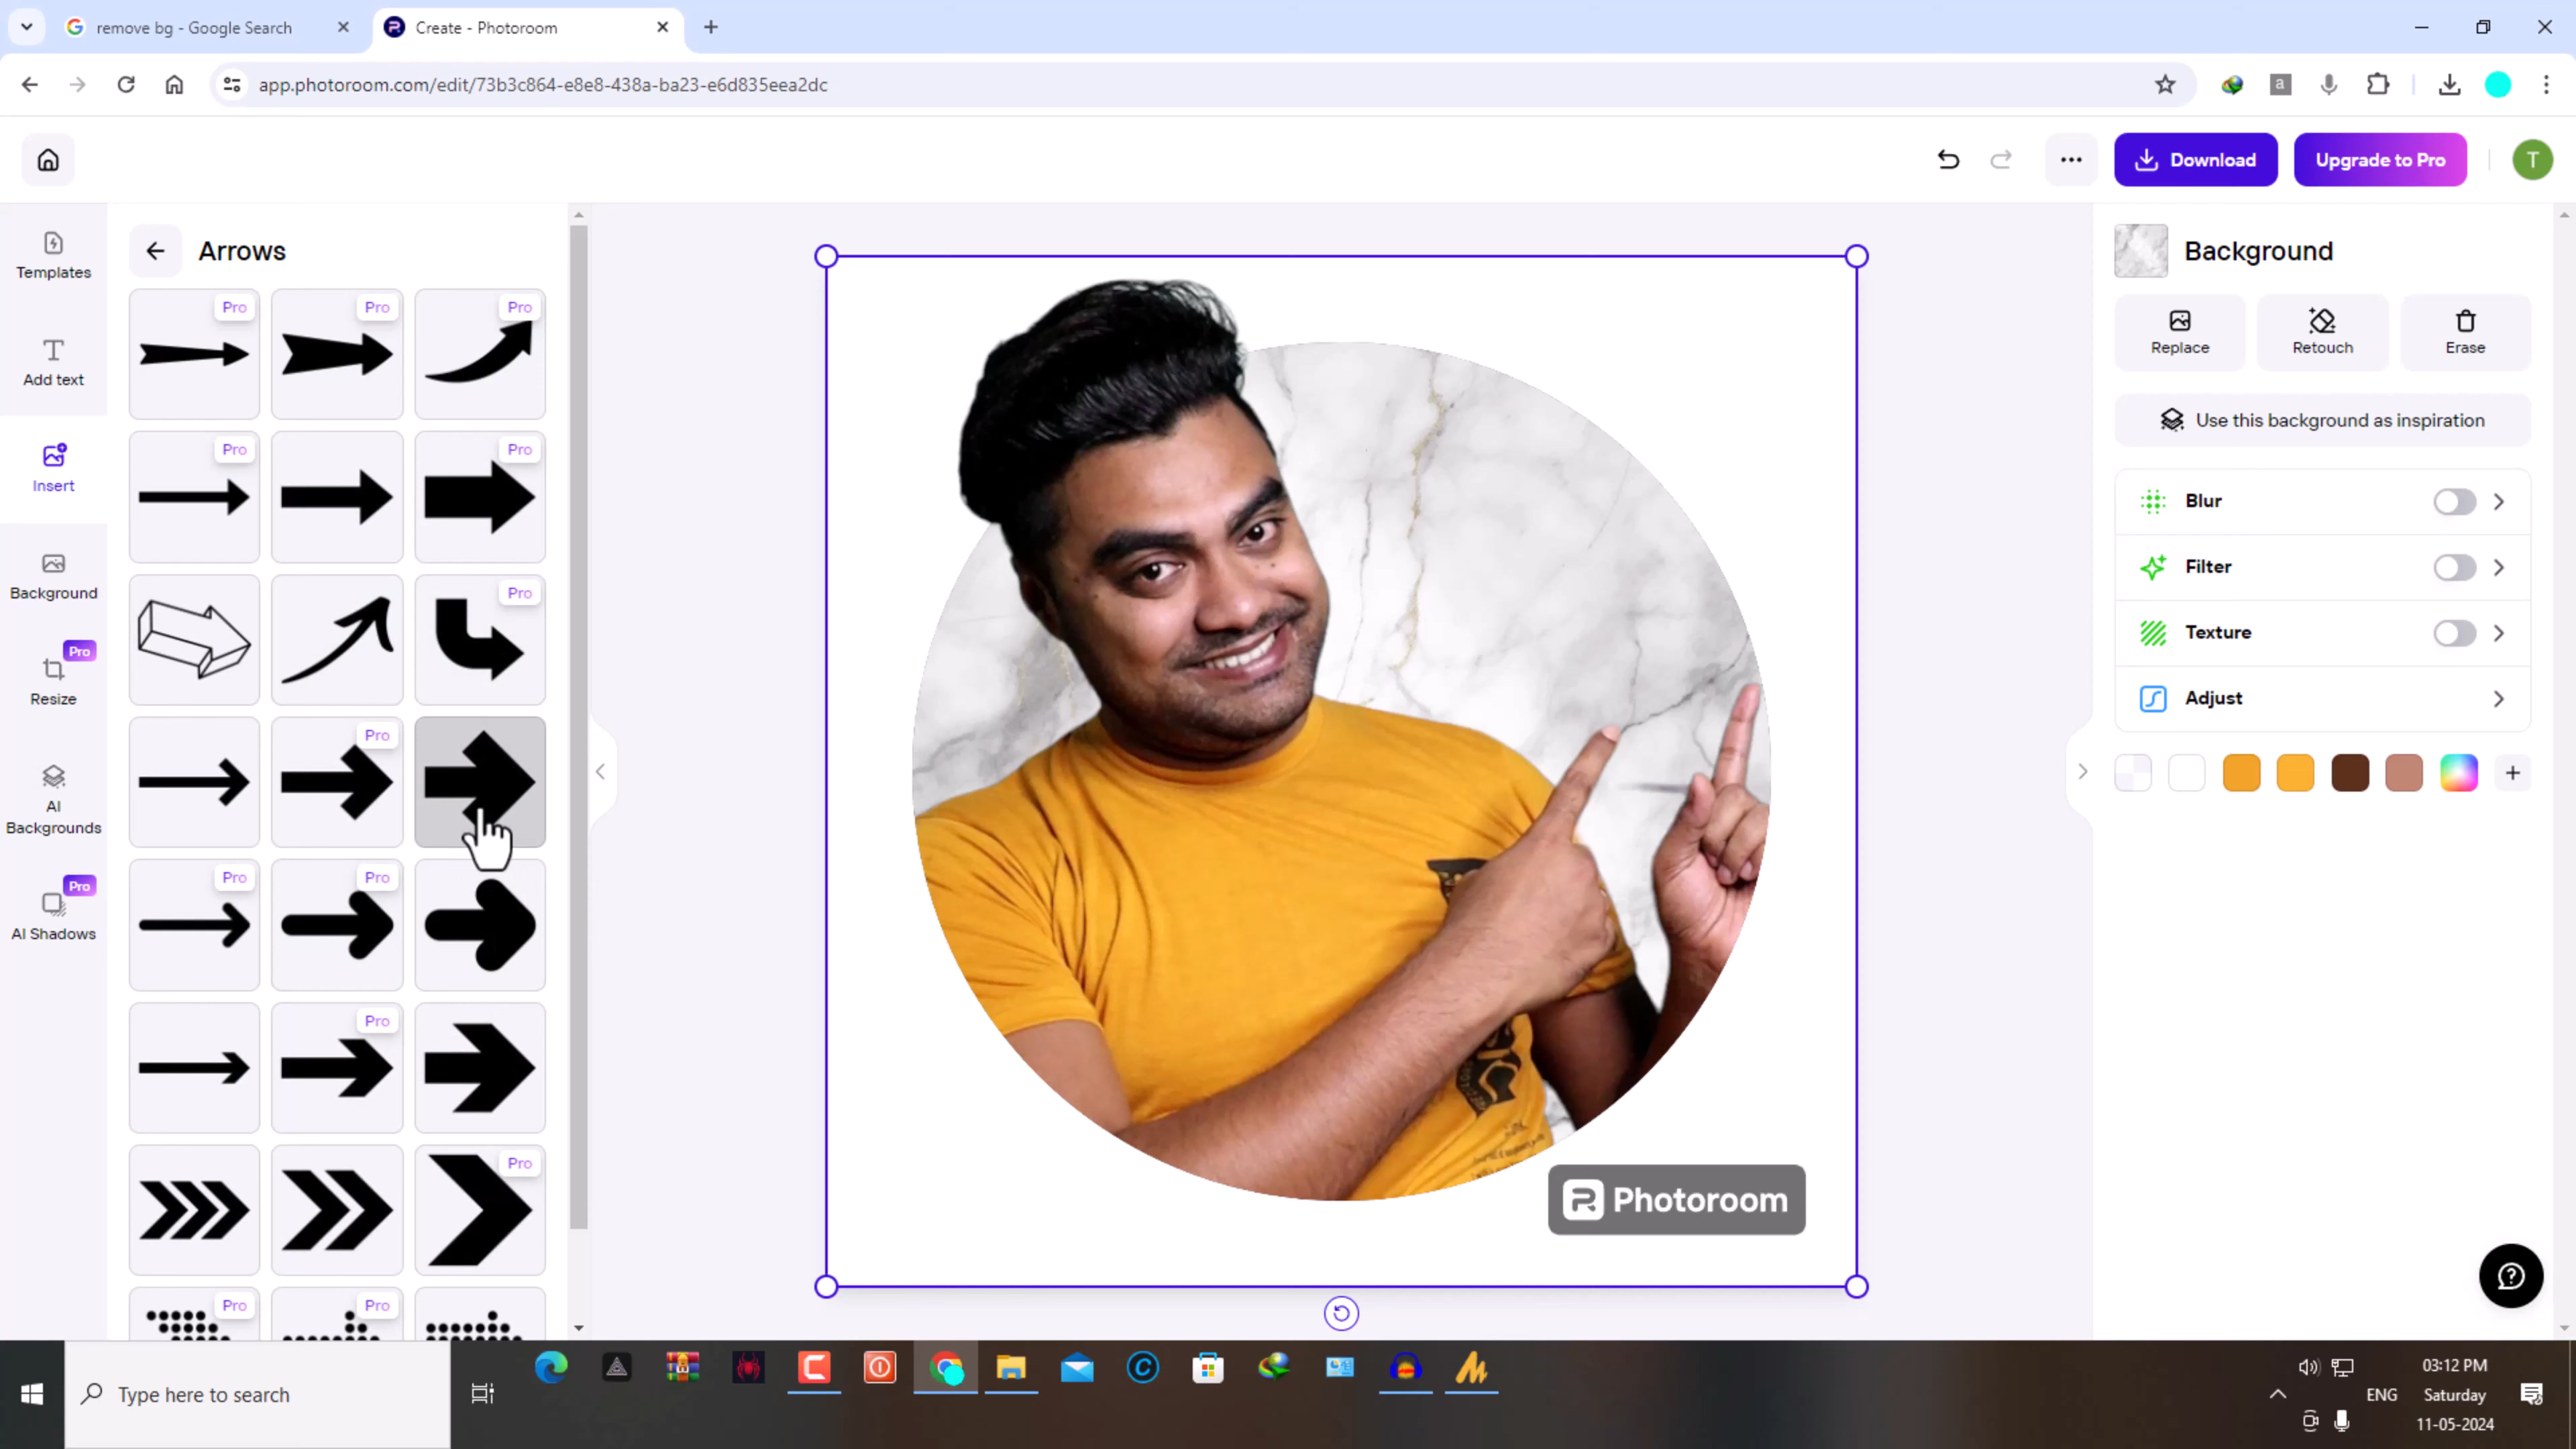 remove bg - Google Search
Create - Photoroom
app.photoroom.com/edit/73b3c864-e8e8-438a-ba23-e6d835eea2dc
a
Download
Upgrade to Pro
T
Templates
Add text
Insert
Background
Pro
Resize
AI
Backgrounds
Pro
AI Shadows
Arrows
Pro
Pro
Pro
Pro
Pro
Pro
Pro
Pro
Pro
Pro
Pro
Pro
Pro
Photoroom
Background
Replace
Retouch
Erase
Use this background as inspiration
Blur
Filter
Texture
Adjust
Type here to search
03:12 PM
ENG
Saturday
11-05-2024